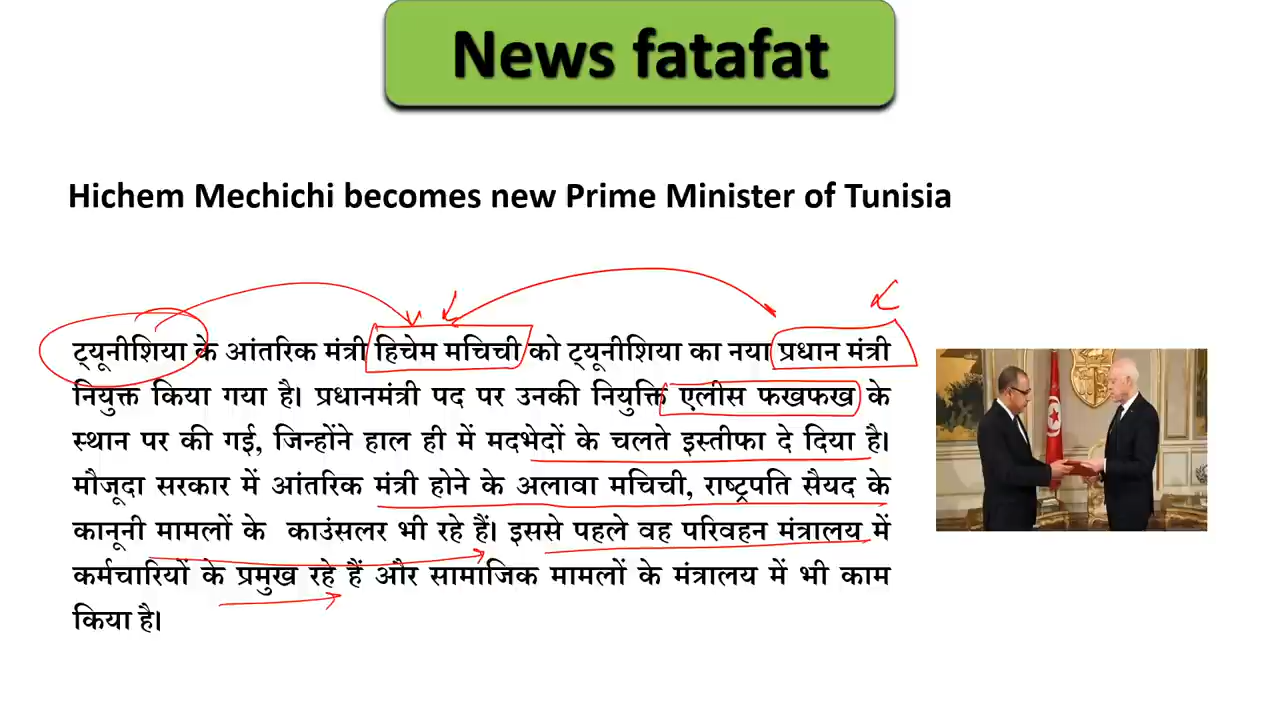 News fatafat
Hichem Mechichi becomes new Prime Minister of Tunisia
ट्यूनीशिया के आंतरिक मंत्री हिचेम मचिची को ट्यूनीशिया का नया प्रधान मंत्री
नियुक्त किया गया है। प्रधानमंत्री पद पर उनकी नियुक्ति एलीस फखफख के
स्थान पर की गई, जिन्होंने हाल ही में मदभेदों के चलते इस्तीफा दे दिया है।
मौजूदा सरकार में आंतरिक मंत्री होने के अलावा मचिची, राष्ट्रपति सैयद के
कानूनी मामलों के काउंसलर भी रहे हैं। इससे पहले वह परिवहन मंत्रालय में
कर्मचारियों के प्रमुख रहे हैं और सामाजिक मामलों के मंत्रालय में भी काम
किया है।